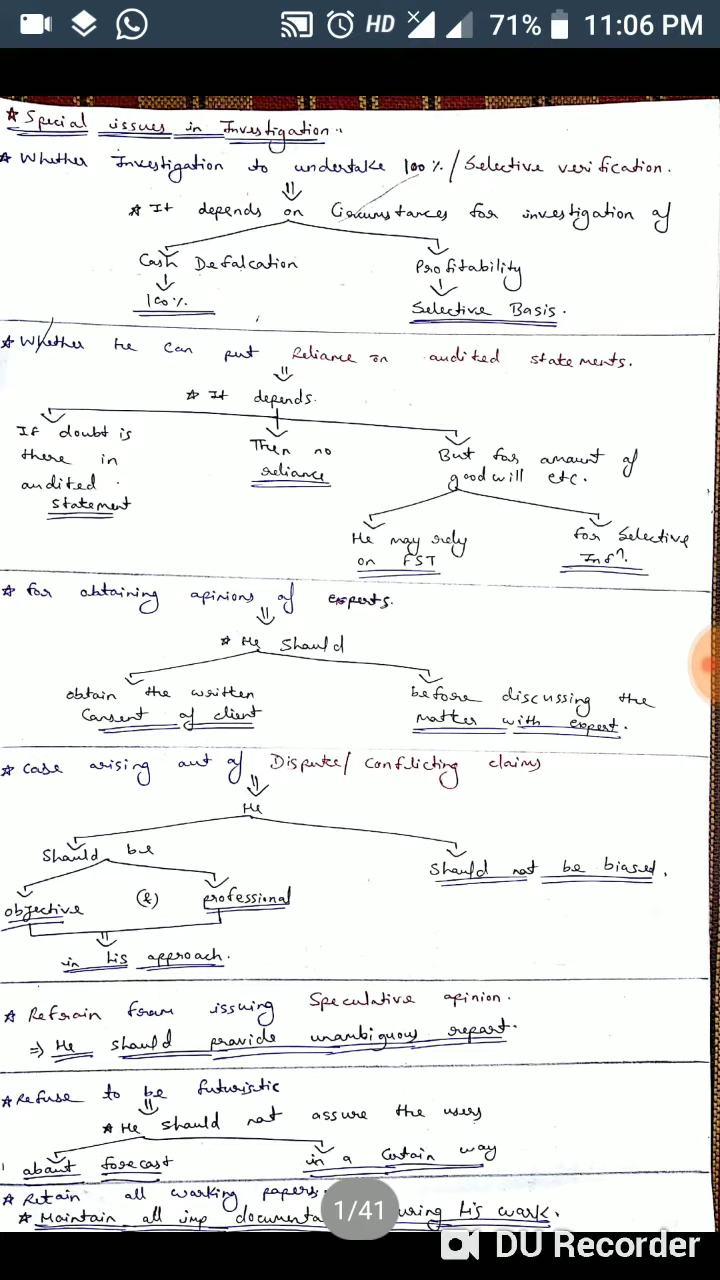 HD 71% 11:06 PM
* Special issues in Investigation..
* Whether Investigation to undertake 100% / Selective verification.
* It depends on Circumstances for investigation of
Cash Defalcation
Profitability
100%
Selective Basis.
* Whether He can put Reliance on audited statements.
* It depends.
If doubt is there in audited statement
Then no reliance
But for amount of goodwill etc.
He may rely on FST
for Selective Infn.
* for obtaining opinions of experts.
* He Should
obtain the written Consent of client
before discussing the matter with expert.
* Case arising out of Dispute/ Conflicting claims
He
Should be
Should not be biased.
objective (&) professional
in his approach.
* Refrain from issuing Speculative opinion.
⇒ He should provide unambiguous report.
* Refuse to be futuristic
* He should not assure the users
about forecast
in a certain way
* Retain all working papers.
* Maintain all imp documenta uring his work.
1/41
DU Recorder